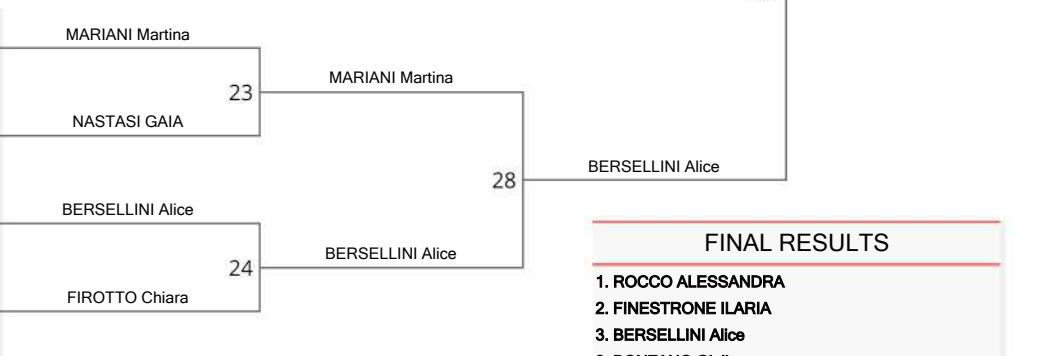 MARIANI Martina
23
MARIANI Martina
NASTASI GAIA
BERSELLINI Alice
28
BERSELLINI Alice
24
BERSELLINI Alice
FIROTTO Chiara
FINAL RESULTS
1. ROCCO ALESSANDRA
2. FINESTRONE ILARIA
3. BERSELLINI Alice